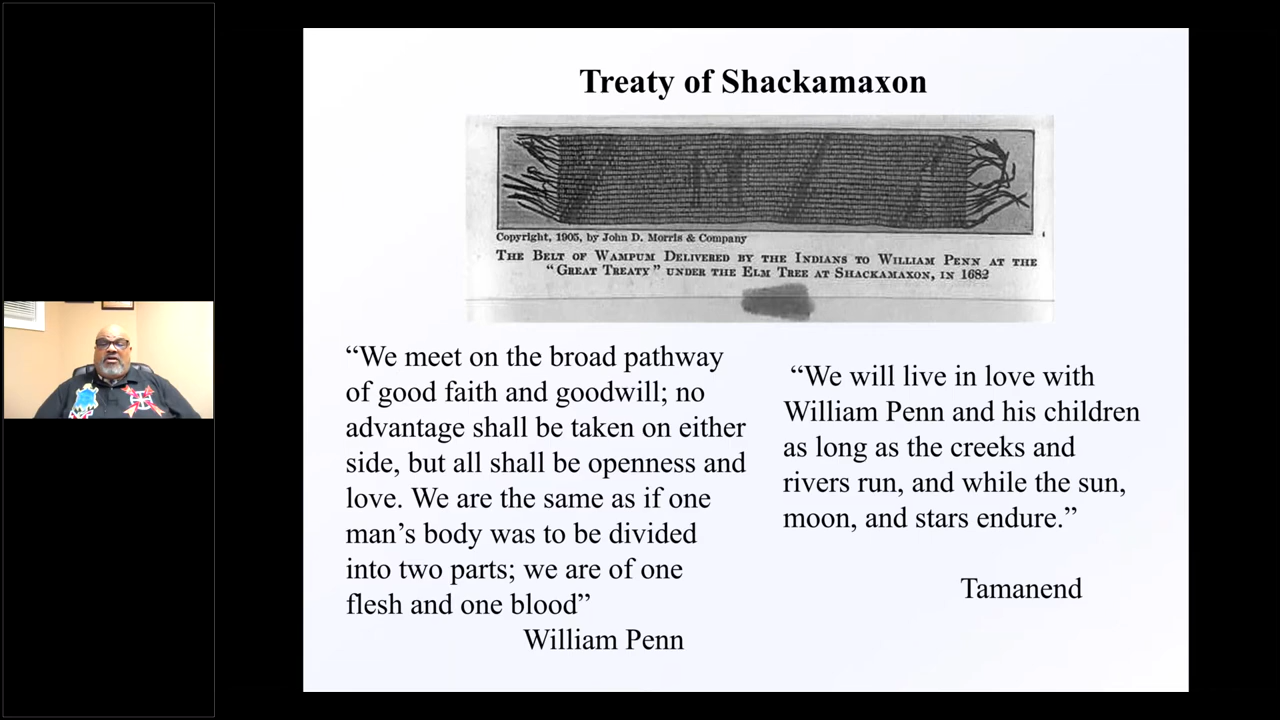 Treaty of Shackamaxon
Copyright, 1905, by John D. Morris & Company
The Belt of Wampum Delivered by the Indians to William Penn at the
“Great Treaty” under the Elm Tree at Shackamaxon, in 1682
“We meet on the broad pathway
of good faith and goodwill; no
advantage shall be taken on either
side, but all shall be openness and
love. We are the same as if one
man’s body was to be divided
into two parts; we are of one
flesh and one blood”
William Penn
“We will live in love with
William Penn and his children
as long as the creeks and
rivers run, and while the sun,
moon, and stars endure.”
Tamanend